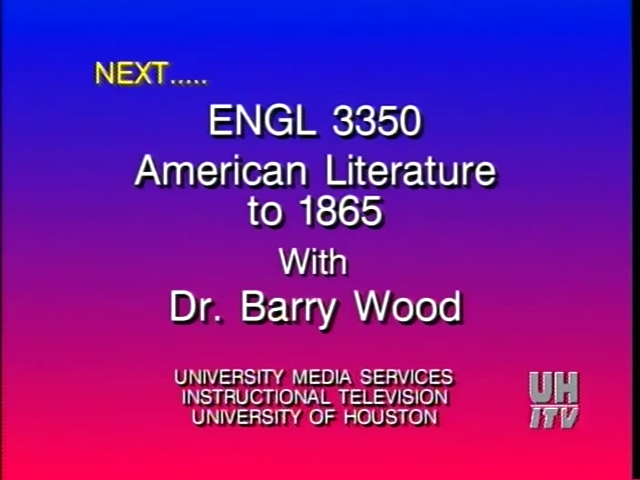 NEXT.....
ENGL 3350
American Literature
to 1865
With
Dr. Barry Wood
UNIVERSITY MEDIA SERVICES
INSTRUCTIONAL TELEVISION
UNIVERSITY OF HOUSTON
UH
ITV